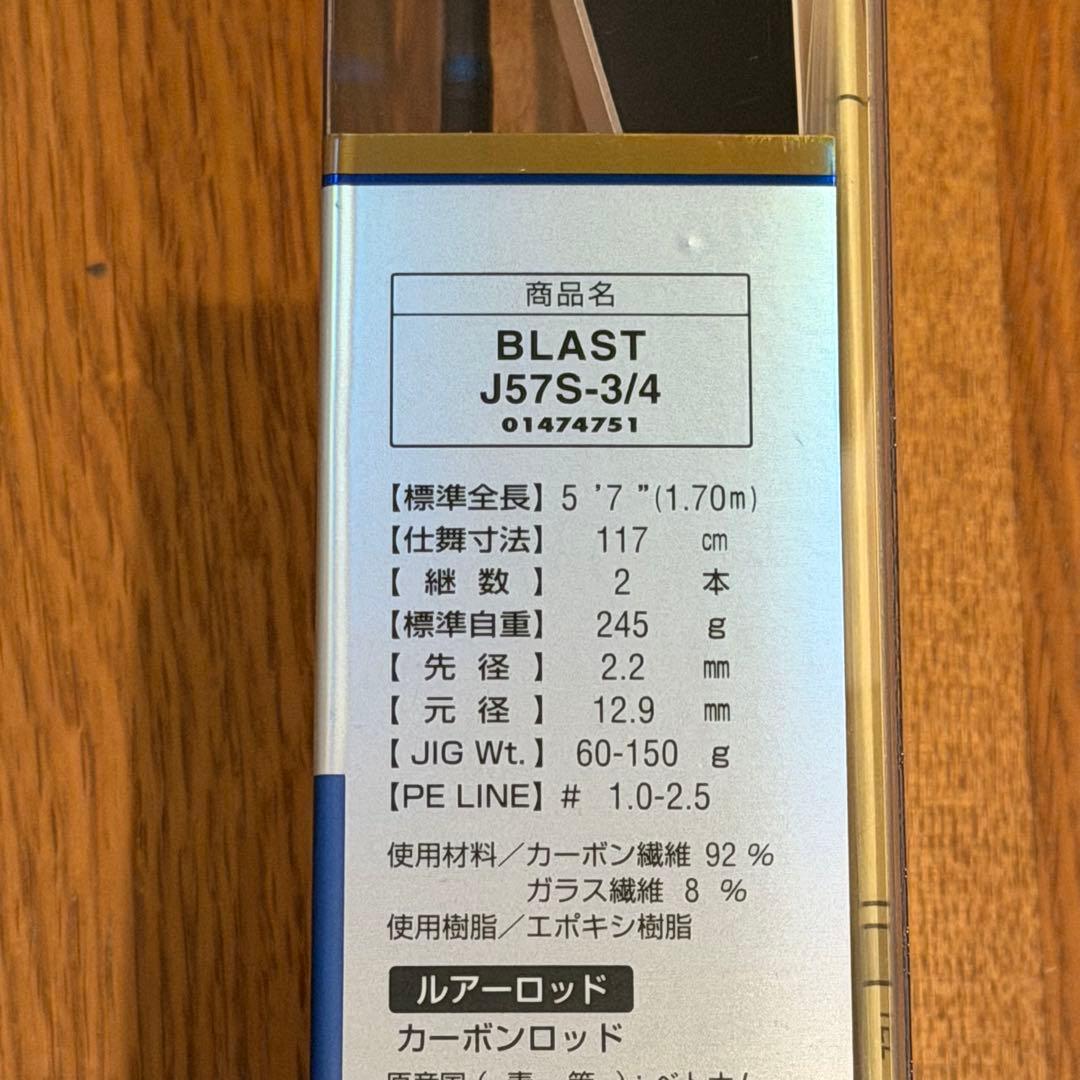 商品名
BLAST
J57S-3/4
01474751
【標準全長】5'7"(1.70m)
【仕舞寸法】 117 cm
【継数】 2 本
【標準自重】 245 g
【先径】 2.2 mm
【元径】 12.9 mm
【JIG Wt.】 60-150 g
【PE LINE】# 1.0-2.5
使用材料/カーボン繊維 92 %
ガラス繊維 8 %
使用樹脂/エポキシ樹脂
ルアーロッド
カーボンロッド